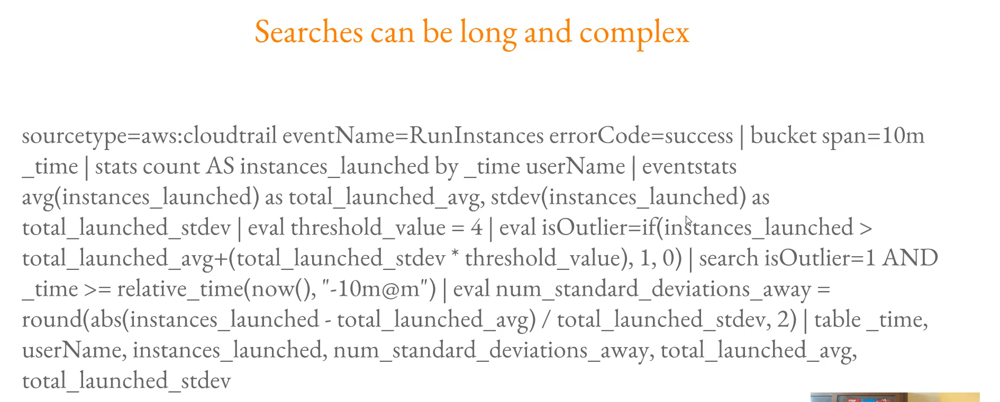 Searches can be long and complex
sourcetype=aws:cloudtrail eventName=RunInstances errorCode=success | bucket span=10m
_time | stats count AS instances_launched by _time userName | eventstats
avg(instances_launched) as total_launched_avg, stdev(instances_launched) as
total_launched_stdev | eval threshold_value = 4 | eval isOutlier=if(instances_launched >
total_launched_avg+(total_launched_stdev * threshold_value), 1, 0) | search isOutlier=1 AND
_time >= relative_time(now(), "-10m@m") | eval num_standard_deviations_away =
round(abs(instances_launched - total_launched_avg) / total_launched_stdev, 2) | table _time,
userName, instances_launched, num_standard_deviations_away, total_launched_avg,
total_launched_stdev